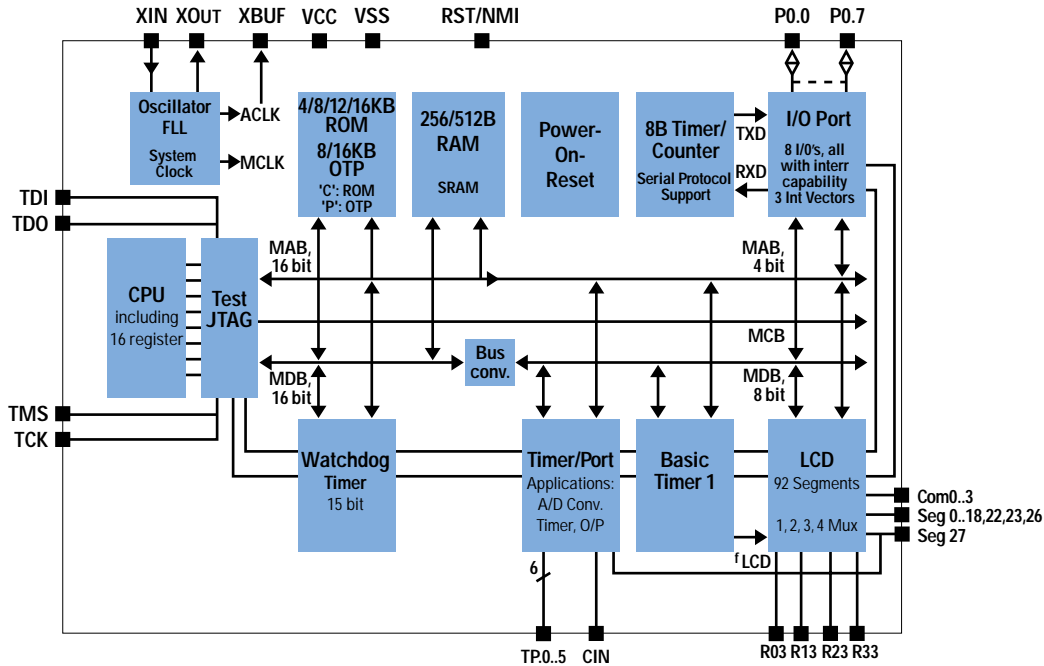 XIN XOUT XBUF VCC VSS RST/NMI P0.0 P0.7
Oscillator
FLL
System
Clock
ACLK
MCLK
4/8/12/16KB
ROM
8/16KB
OTP
'C': ROM
'P': OTP
256/512B
RAM
SRAM
Power-
On-
Reset
8B Timer/
Counter
Serial Protocol
Support
TXD
RXD
I/O Port
8 I/0's, all
with interr
capability
3 Int Vectors
TDI
TDO
CPU
including
16 register
Test
JTAG
TMS
TCK
MAB,
16 bit
MAB,
4 bit
MCB
MDB,
16 bit
Bus
conv.
MDB,
8 bit
Watchdog
Timer
15 bit
Timer/Port
Applications:
A/D Conv.
Timer, O/P
Basic
Timer 1
LCD
92 Segments
1, 2, 3, 4 Mux
Com0..3
Seg 0..18,22,23,26
Seg 27
f LCD
6
TP.0..5 CIN R03 R13 R23 R33